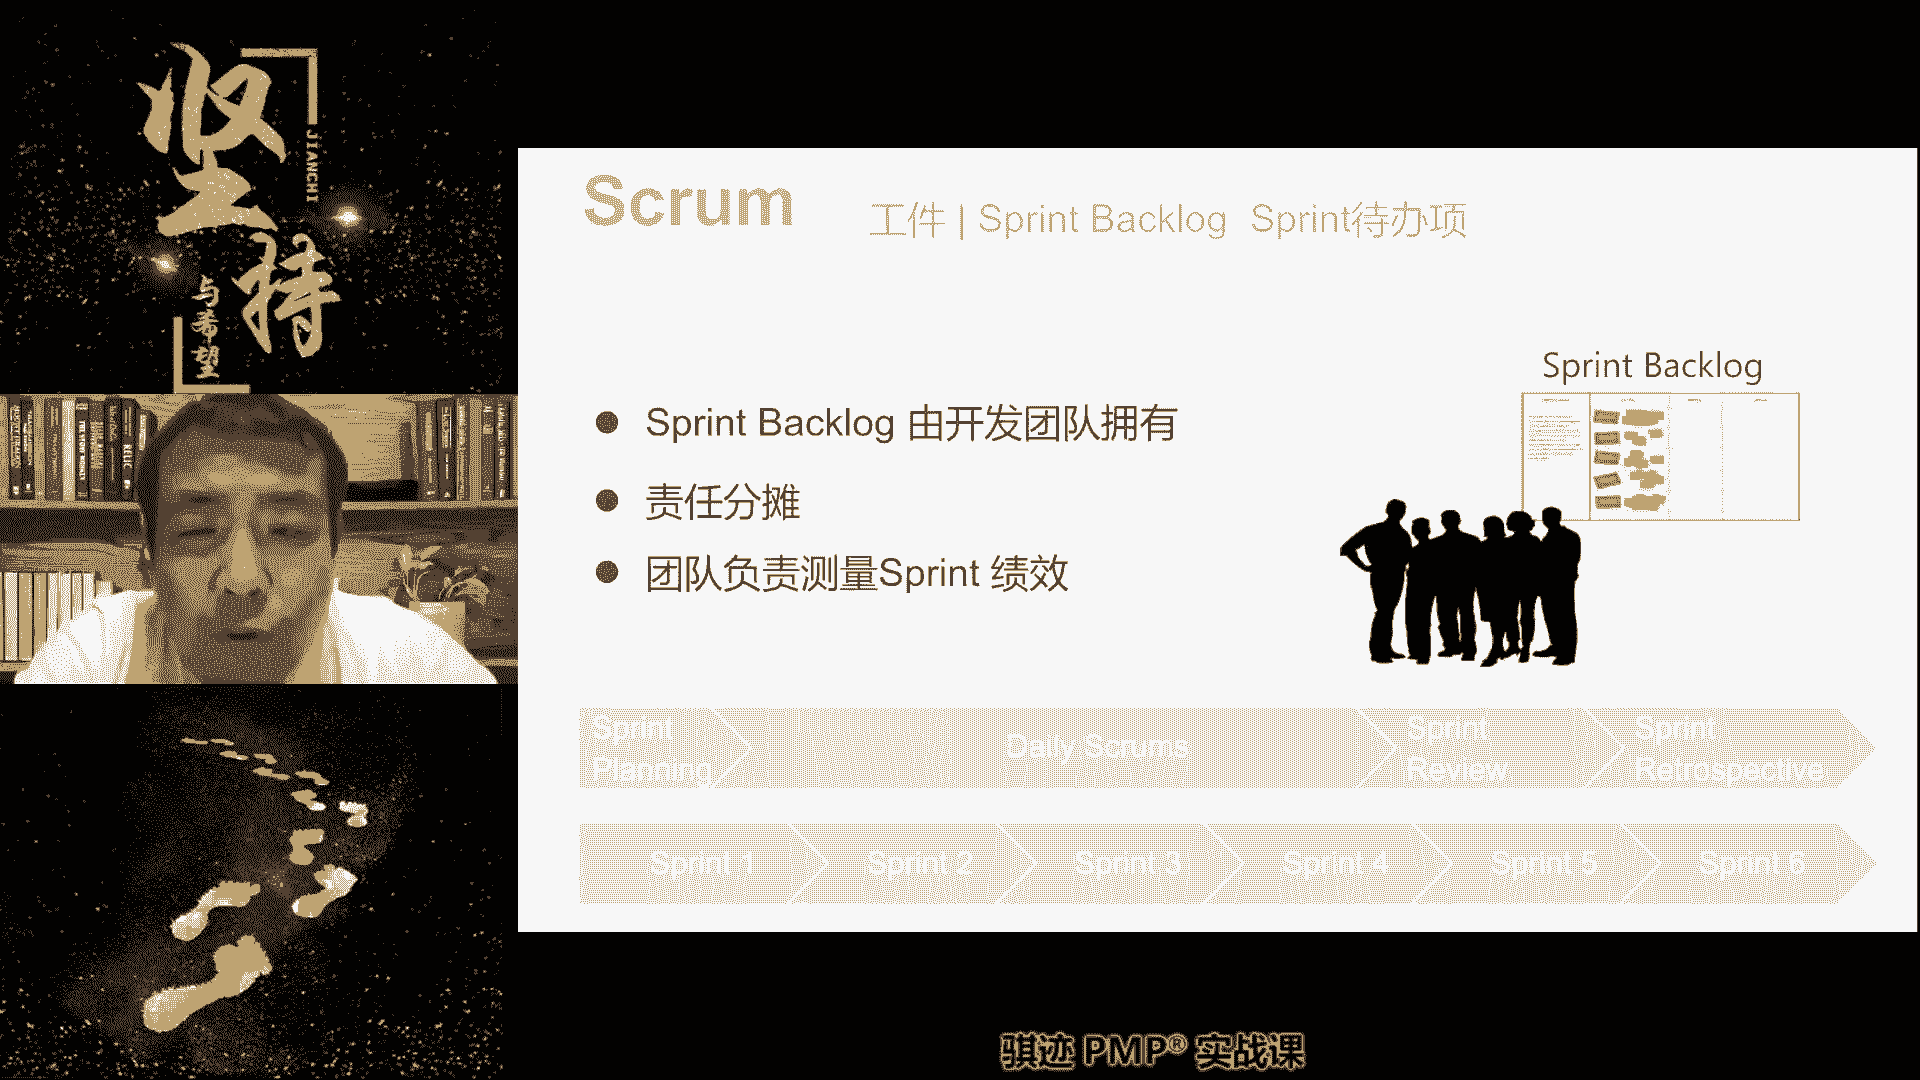 坚持
JIANCHI
与希望
Scrum
工件 | Sprint Backlog Sprint待办项
Sprint Backlog
● Sprint Backlog 由开发团队拥有
● 责任分摊
● 团队负责测量Sprint 绩效
Sprint Planning
Daily Scrums
Sprint Review
Sprint Retrospective
Sprint 1
Sprint 2
Sprint 3
Sprint 4
Sprint 5
Sprint 6
骐迹 PMP® 实战课